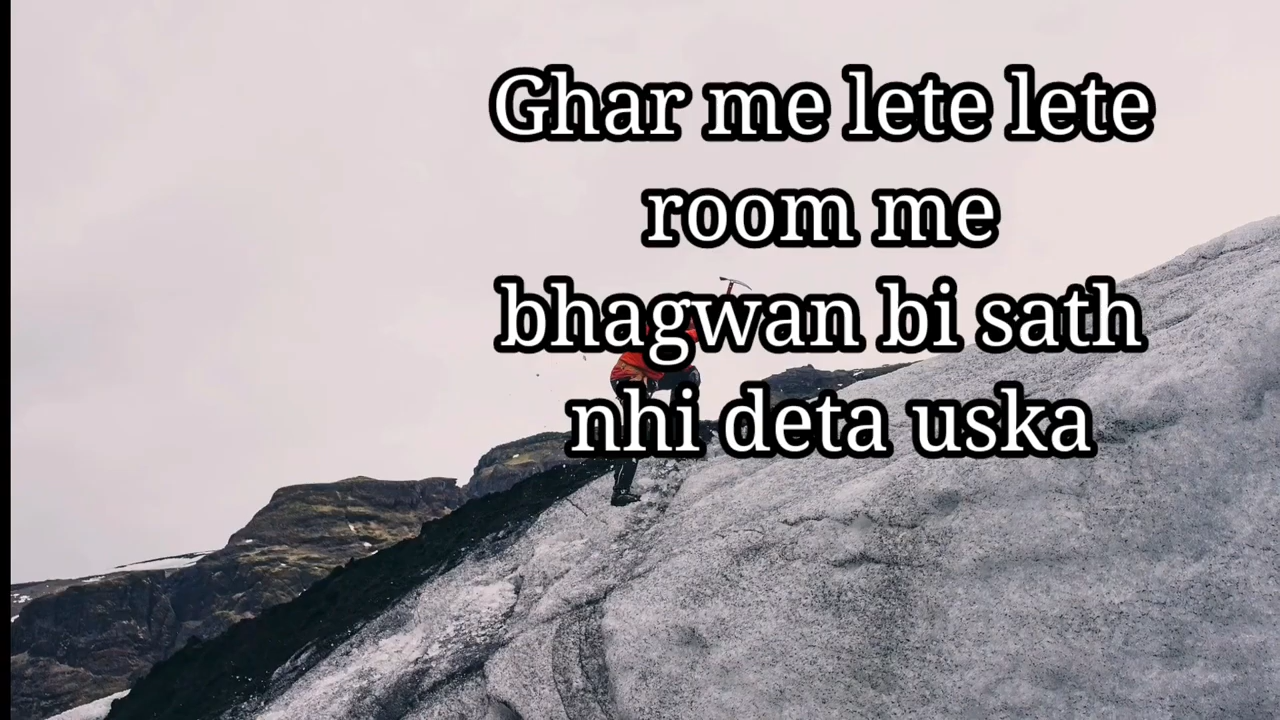 Ghar me lete lete
room me
bhagwan bi sath
nhi deta uska